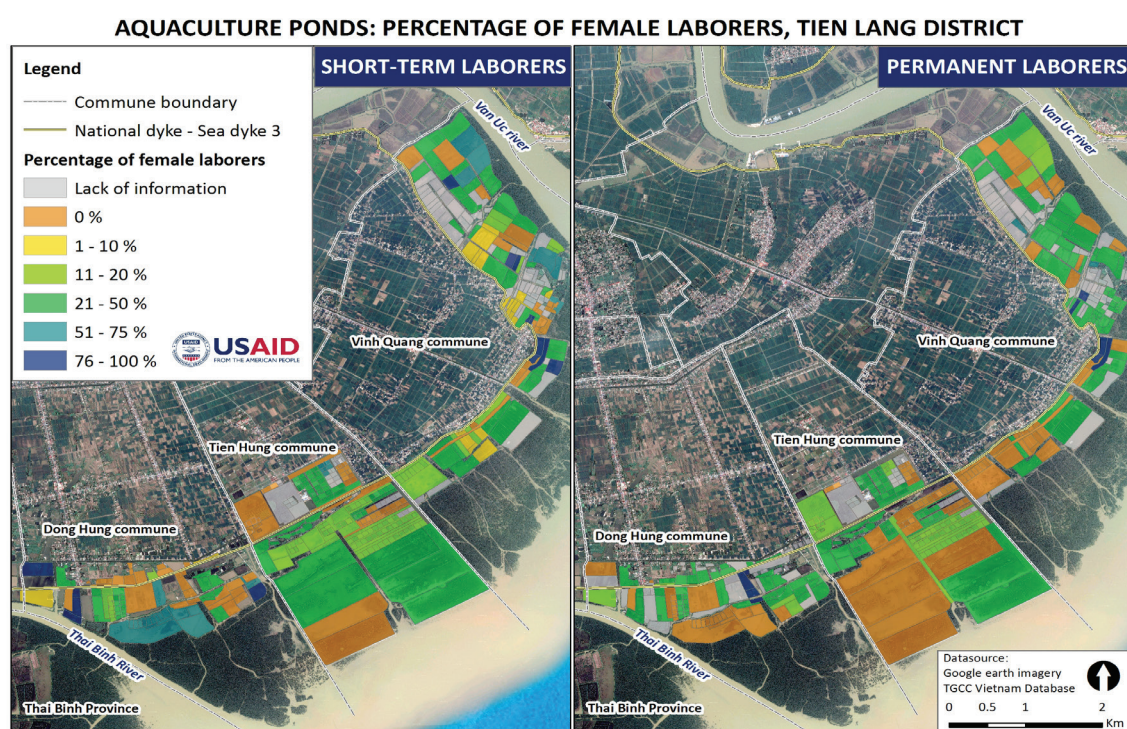 AQUACULTURE PONDS: PERCENTAGE OF FEMALE LABORERS, TIEN LANG DISTRICT
Legend
Commune boundary
National dyke - Sea dyke 3
Percentage of female laborers
Lack of information
0 %
1 - 10 %
11 - 20 %
21 - 50 %
51 - 75 %
76 - 100 %
USAID
FROM THE AMERICAN PEOPLE
SHORT-TERM LABORERS
Van Uc river
Vinh Quang commune
Tien Hung commune
Dong Hung commune
Thai Binh River
Thai Binh Province
PERMANENT LABORERS
Van Uc river
Vinh Quang commune
Tien Hung commune
Dong Hung commune
Thai Binh River
Thai Binh Province
Datasource:
Google earth imagery
TGCC Vietnam Database
0 0.5 1 2
Km